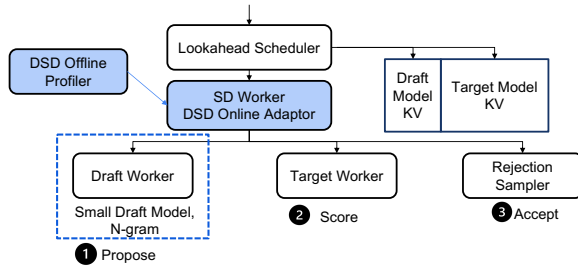 Lookahead Scheduler
DSD Offline
Profiler
SD Worker
DSD Online Adaptor
Draft
Model
KV
Target Model
KV
Draft Worker
Target Worker
Rejection
Sampler
Small Draft Model,
N-gram
1 Propose
2 Score
3 Accept